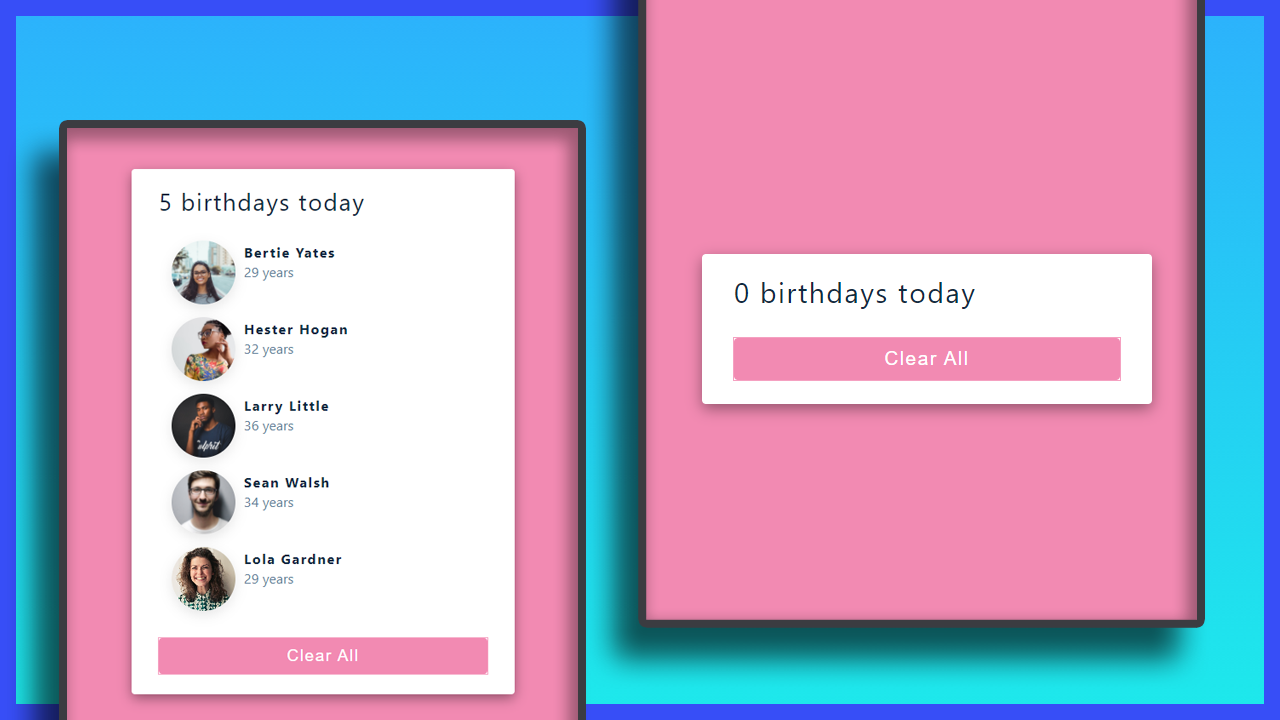 5 birthdays today
Bertie Yates
29 years
Hester Hogan
32 years
Larry Little
36 years
Sean Walsh
34 years
Lola Gardner
29 years
Clear All
0 birthdays today
Clear All